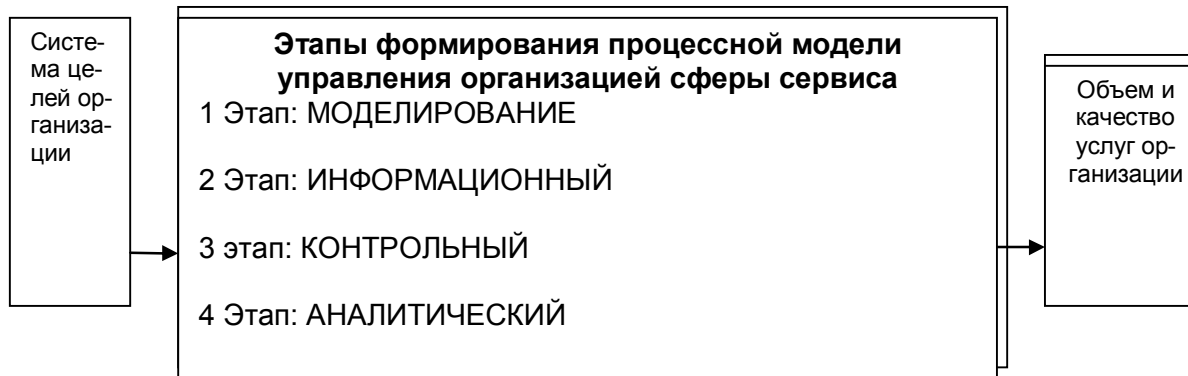 Систе-
ма це-
лей ор-
ганиза-
ции
Этапы формирования процессной модели
управления организацией сферы сервиса
1 Этап: МОДЕЛИРОВАНИЕ
2 Этап: ИНФОРМАЦИОННЫЙ
3 этап: КОНТРОЛЬНЫЙ
4 Этап: АНАЛИТИЧЕСКИЙ
Объем и
качество
услуг ор-
ганизации